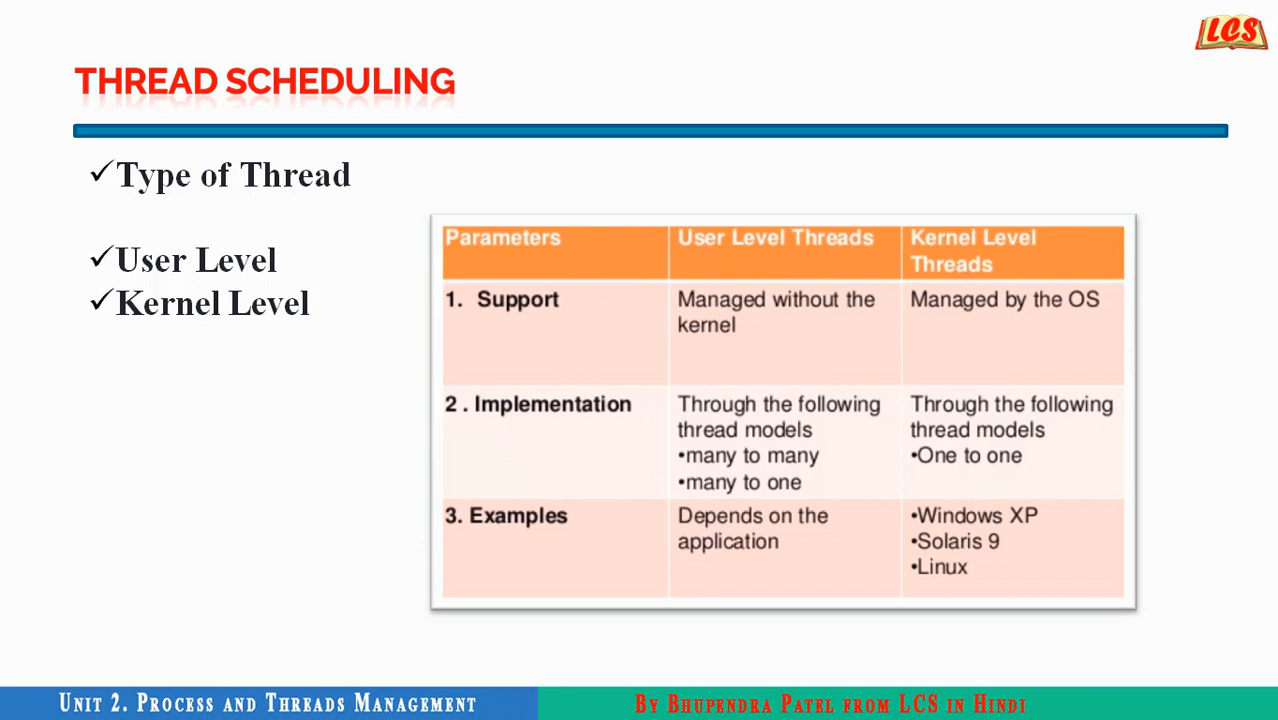 LCS
THREAD SCHEDULING
✓Type of Thread
✓User Level
✓Kernel Level
Parameters
User Level Threads
Kernel Level
Threads
1. Support
Managed without the
kernel
Managed by the OS
2 . Implementation
Through the following
thread models
•many to many
•many to one
Through the following
thread models
•One to one
3. Examples
Depends on the
application
•Windows XP
•Solaris 9
•Linux
UNIT 2. PROCESS AND THREADS MANAGEMENT
BY BHUPENDRA PATEL FROM LCS IN HINDI